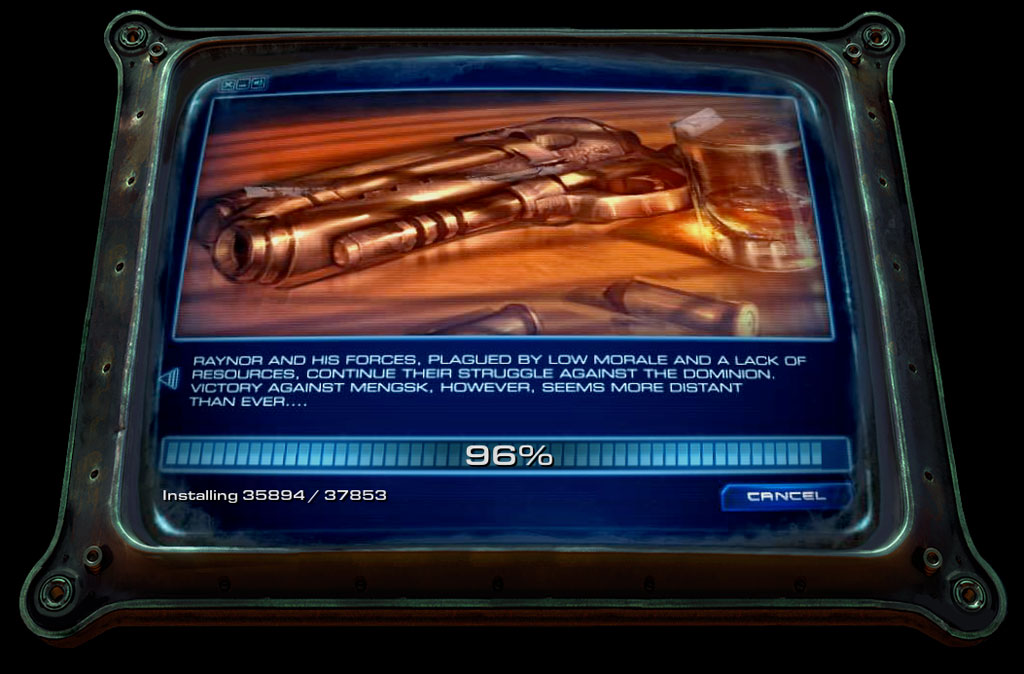 RAYNOR AND HIS FORCES, PLAGUED BY LOW MORALE AND A LACK OF
RESOURCES, CONTINUE THEIR STRUGGLE AGAINST THE DOMINION.
VICTORY AGAINST MENGSK, HOWEVER, SEEMS MORE DISTANT
THAN EVER....
96%
Installing 35894 / 37853
CANCEL